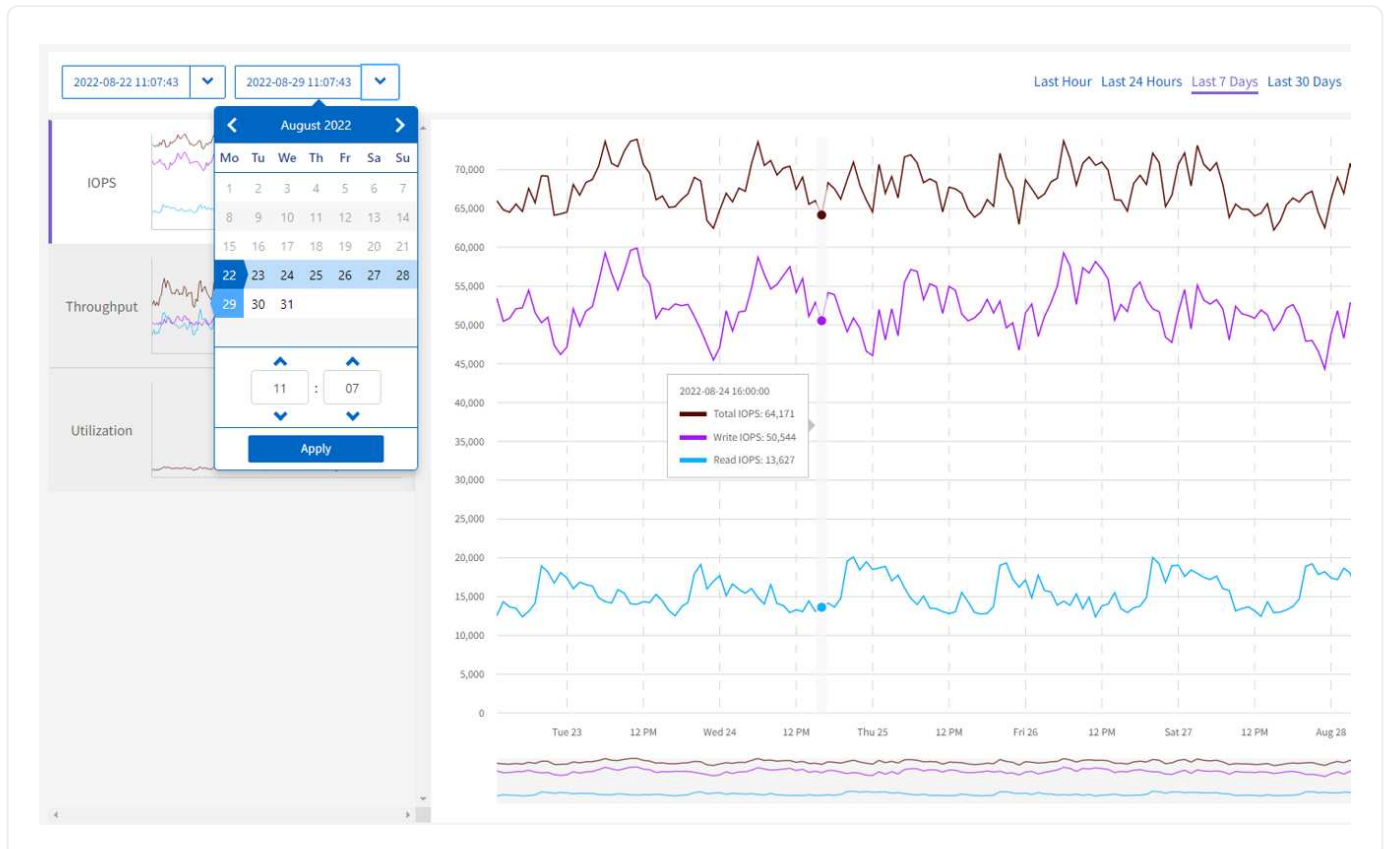 2022-08-22 11:07:43
2022-08-29 11:07:43
Last Hour Last 24 Hours Last 7 Days Last 30 Days
August 2022
Mo Tu We Th Fr Sa Su
1 2 3 4 5 6 7
8 9 10 11 12 13 14
15 16 17 18 19 20 21
22 23 24 25 26 27 28
29 30 31
11 : 07
Apply
IOPS
Throughput
Utilization
70,000
65,000
60,000
55,000
50,000
45,000
40,000
35,000
30,000
25,000
20,000
15,000
10,000
5,000
0
2022-08-24 16:00:00
Total IOPS: 64,171
Write IOPS: 50,544
Read IOPS: 13,627
Tue 23 12 PM Wed 24 12 PM Thu 25 12 PM Fri 26 12 PM Sat 27 12 PM Aug 28